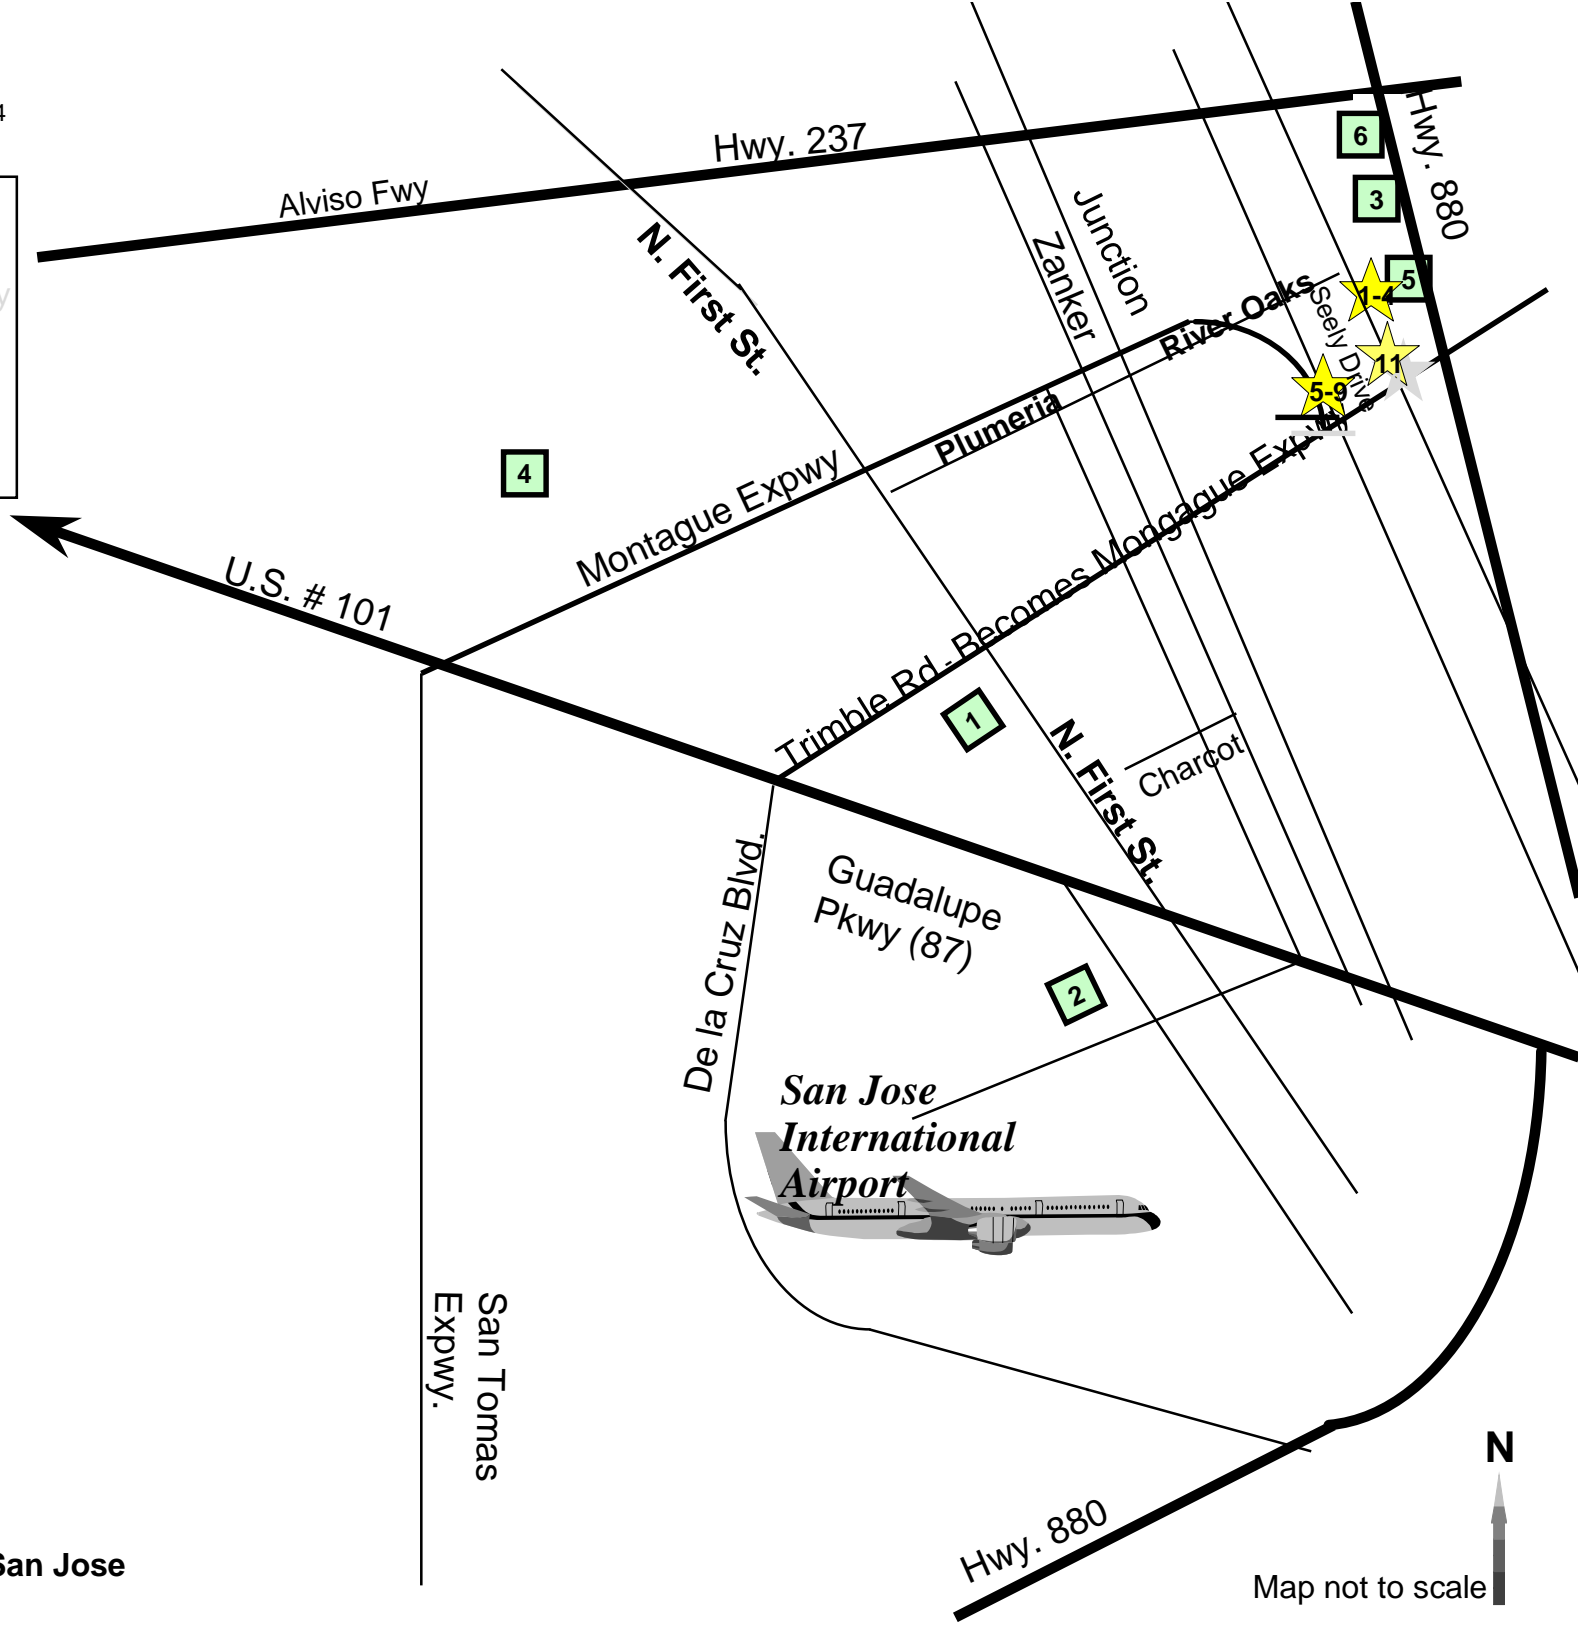 4
Hwy. 237
Alviso Fwy
6
Hwy. 880
3
N. First St.
Junction
Zanker
5
1-4
River Oaks
Seely Drive
y
11
5-9
Plumeria
4
Montague Expwy
U.S. # 101
Trimble Rd - Becomes Mongague Expwy
1
N. First St.
Charcot
De la Cruz Blvd.
Guadalupe
Pkwy (87)
2
San Jose
International
Airport
San Tomas
Expwy.
N
Hwy. 880
San Jose
Map not to scale